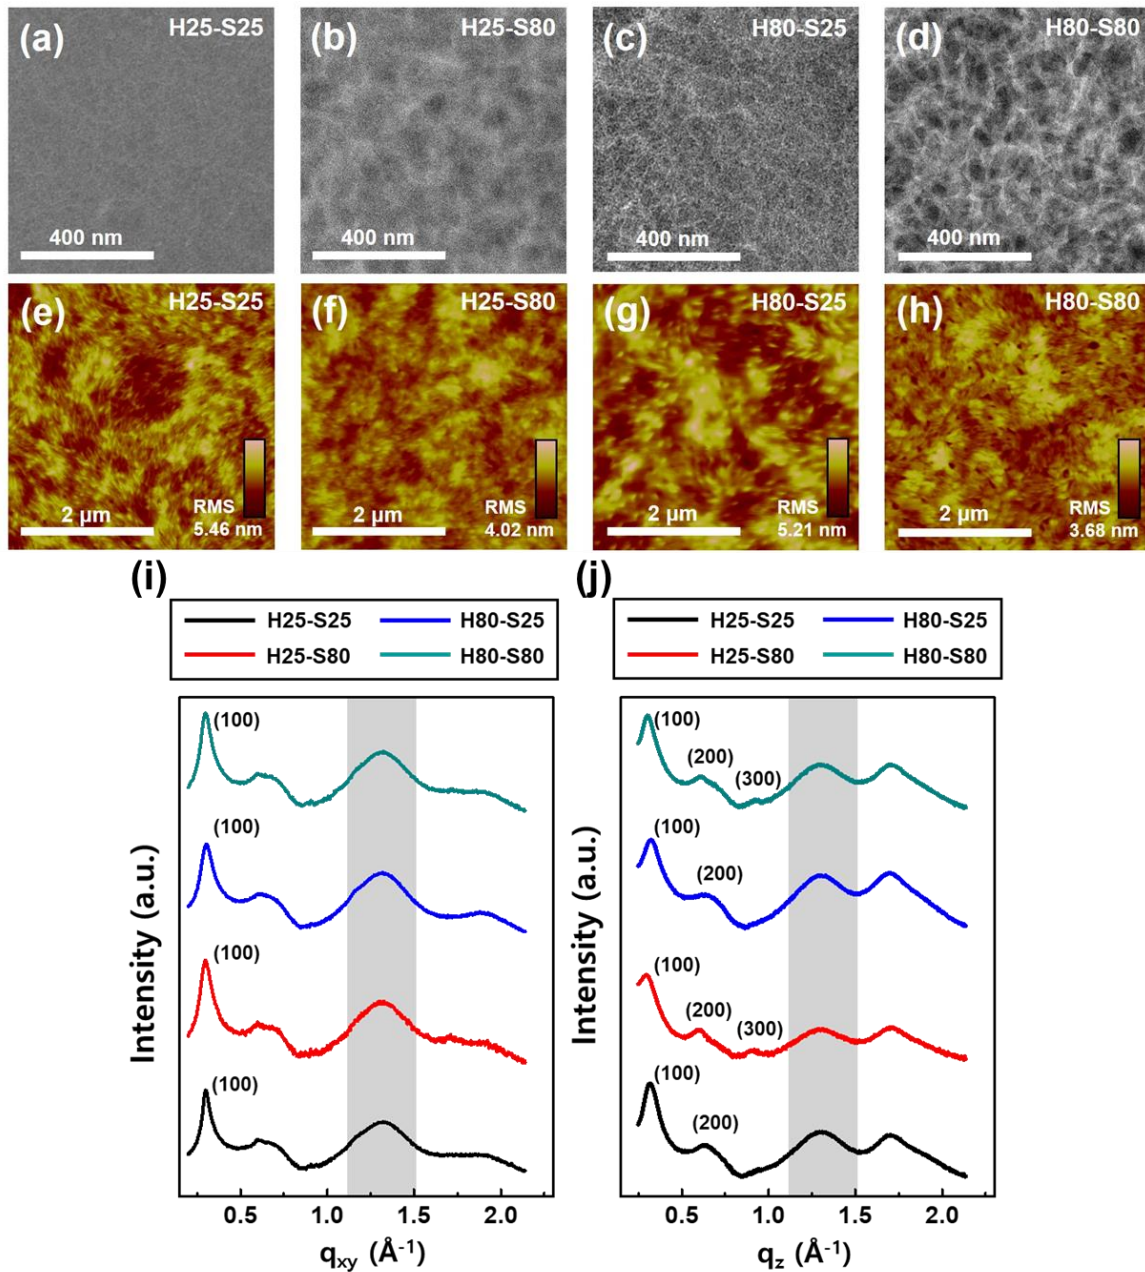 (a) H25-S25
400 nm
(b) H25-S80
400 nm
(c) H80-S25
400 nm
(d) H80-S80
400 nm
(e) H25-S25
RMS
2 µm 5.46 nm
(f) H25-S80
RMS
2 µm 4.02 nm
(g) H80-S25
RMS
2 µm 5.21 nm
(h) H80-S80
RMS
2 µm 3.68 nm
(i)
H25-S25 H80-S25
H25-S80 H80-S80
(100)
(100)
(100)
(100)
Intensity (a.u.)
0.5 1.0 1.5 2.0
q_xy (Å⁻¹)
(j)
H25-S25 H80-S25
H25-S80 H80-S80
(100)
(200)
(300)
(100)
(200)
(100)
(200)
(300)
(100)
(200)
Intensity (a.u.)
0.5 1.0 1.5 2.0
q_z (Å⁻¹)